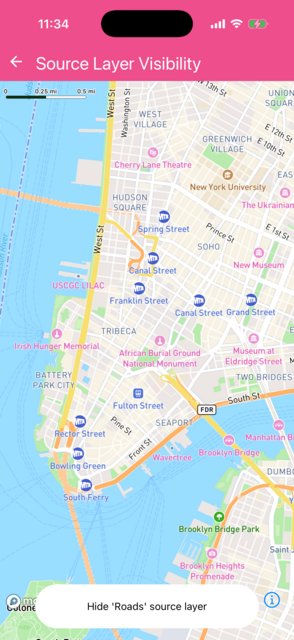 11:34
Source Layer Visibility
0
0.25 mi
0.5 mi
W 13th St
UNION
SQUARE
West St
Washington St
WEST
VILLAGE
E 12th St
GREENWICH
VILLAGE
E 10th St
Cherry Lane Theatre
EAS
New York University
HUDSON
SQUARE
The Ukrainian
Spring Street
Prince St
E 1st St
West St
SOHO
Canal Street
New Museum
USCGC LILAC
Franklin Street
Canal Street
Grand Street
TRIBECA
Irish Hunger Memorial
African Burial Ground
National Monument
Museum at
Eldridge Street
BATTERY
PARK CITY
TWO BRIDGES
Fulton Street
South St
FDR
Pine St
SEAPORT
Rector Street
Front St
Manhattan B
Brooklyn Bridge
Bowling Green
Wavertree
South Ferry
DUMBO
Brooklyn Bridge Park
Saint
Brooklyn Heights
Promenade
Hide 'Roads' source layer